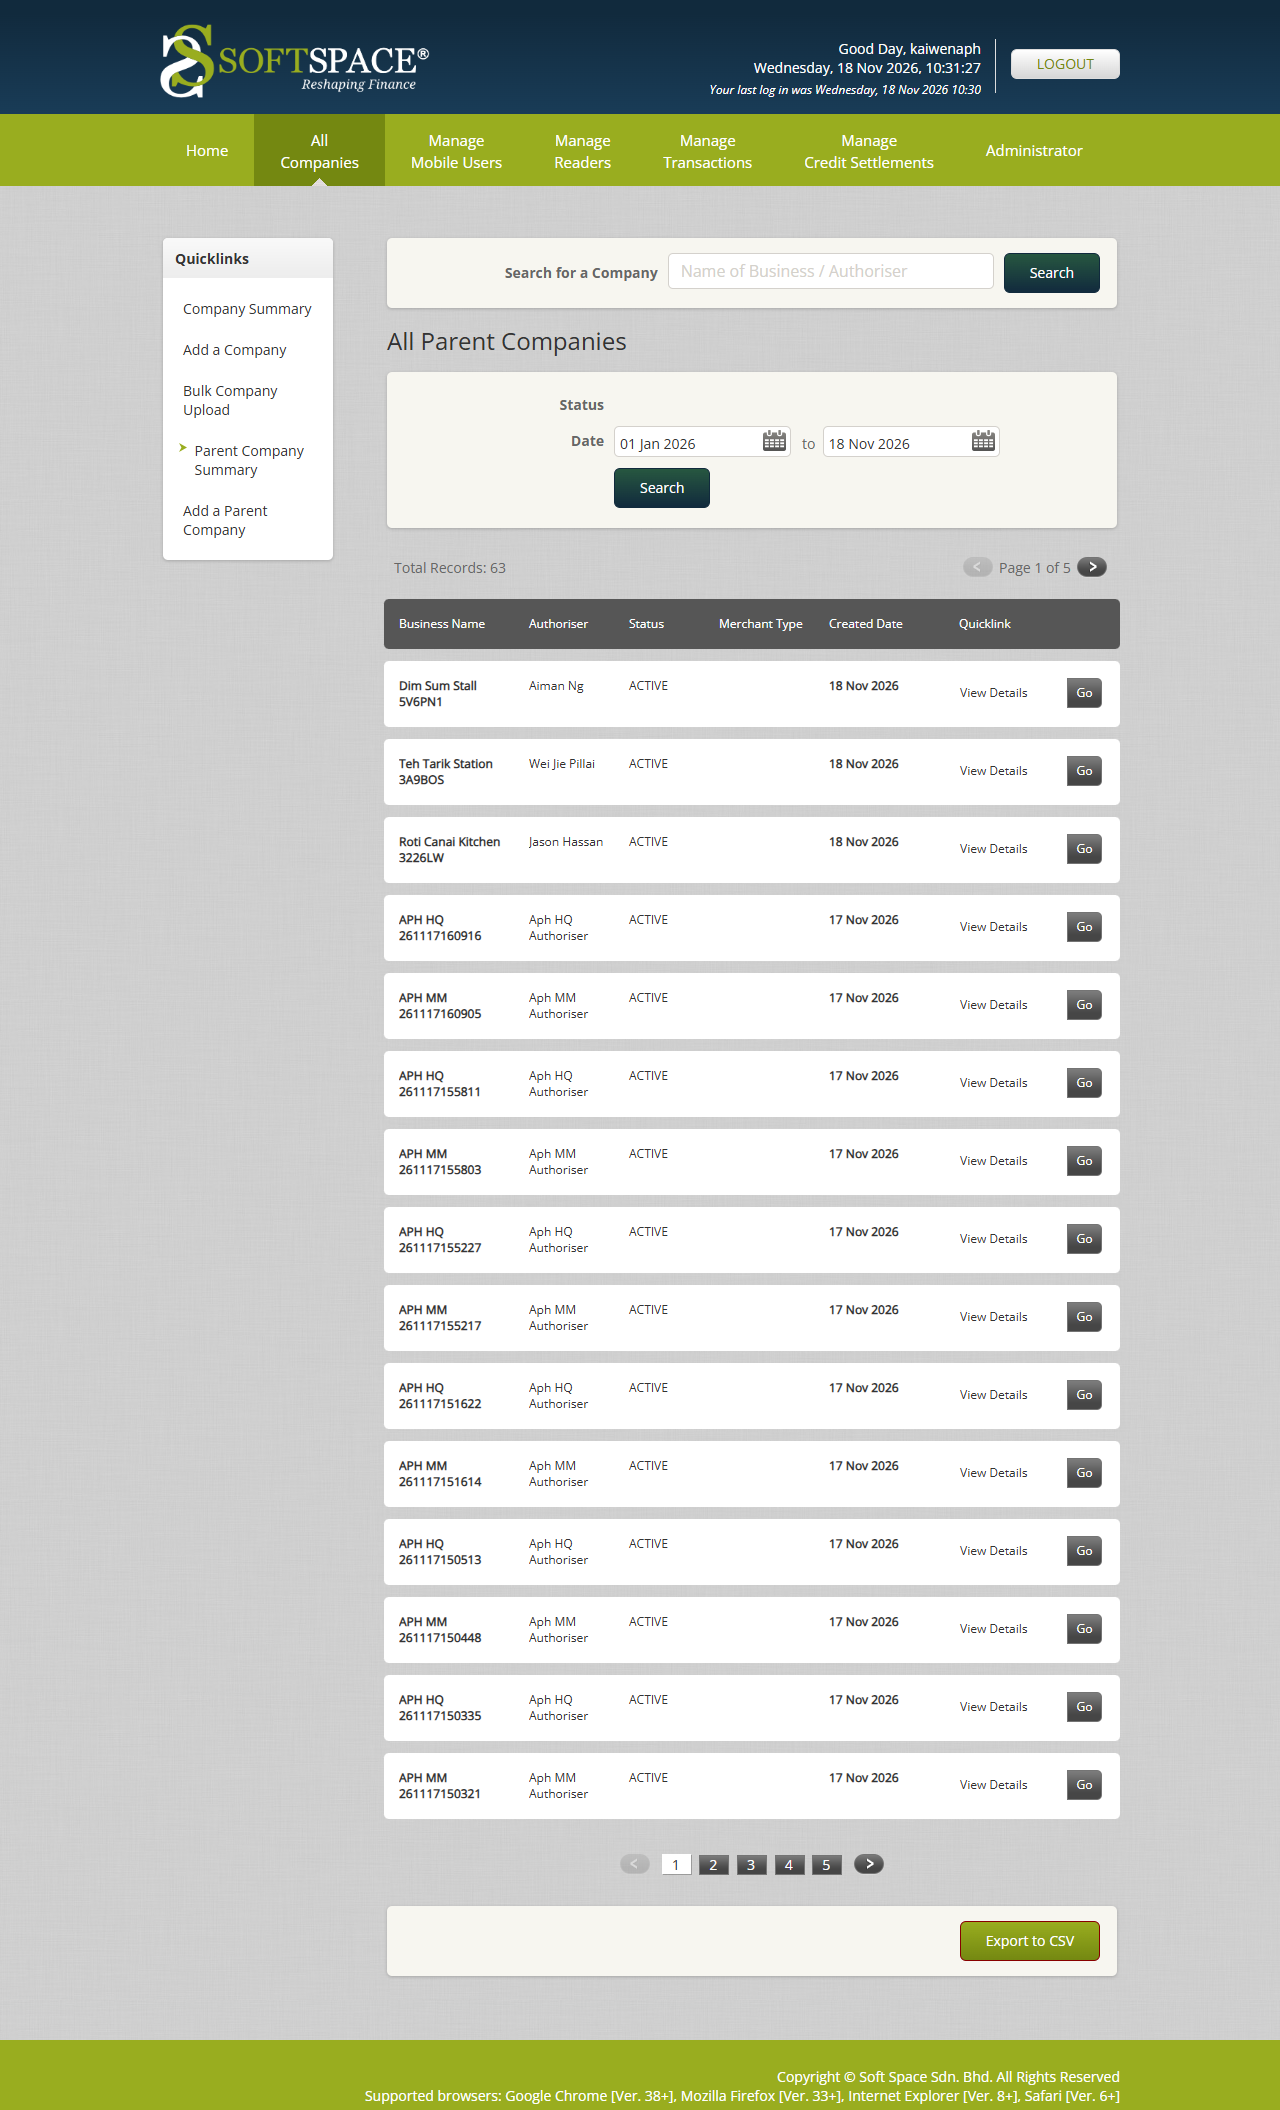 SOFTSPACE®
Reshaping Finance
Good Day, kaiwenaph
Wednesday, 18 Nov 2026, 10:31:27
Your last log in was Wednesday, 18 Nov 2026 10:30
LOGOUT
Home
All
Companies
Manage
Mobile Users
Manage
Readers
Manage
Transactions
Manage
Credit Settlements
Administrator
Quicklinks
Company Summary
Add a Company
Bulk Company
Upload
Parent Company
Summary
Add a Parent
Company
Search for a Company
Name of Business / Authoriser
Search
All Parent Companies
Status
Date
01 Jan 2026
to
18 Nov 2026
Search
Total Records: 63
< Page 1 of 5 >
Business Name Authoriser Status Merchant Type Created Date Quicklink
Dim Sum Stall Aiman Ng ACTIVE 18 Nov 2026 View Details Go
5V6PN1
Teh Tarik Station Wei Jie Pillai ACTIVE 18 Nov 2026 View Details Go
3A9BOS
Roti Canai Kitchen Jason Hassan ACTIVE 18 Nov 2026 View Details Go
3226LW
APH HQ Aph HQ ACTIVE 17 Nov 2026 View Details Go
261117160916 Authoriser
APH MM Aph MM ACTIVE 17 Nov 2026 View Details Go
261117160905 Authoriser
APH HQ Aph HQ ACTIVE 17 Nov 2026 View Details Go
261117155811 Authoriser
APH MM Aph MM ACTIVE 17 Nov 2026 View Details Go
261117155803 Authoriser
APH HQ Aph HQ ACTIVE 17 Nov 2026 View Details Go
261117155227 Authoriser
APH MM Aph MM ACTIVE 17 Nov 2026 View Details Go
261117155217 Authoriser
APH HQ Aph HQ ACTIVE 17 Nov 2026 View Details Go
261117151622 Authoriser
APH MM Aph MM ACTIVE 17 Nov 2026 View Details Go
261117151614 Authoriser
APH HQ Aph HQ ACTIVE 17 Nov 2026 View Details Go
261117150513 Authoriser
APH MM Aph MM ACTIVE 17 Nov 2026 View Details Go
261117150448 Authoriser
APH HQ Aph HQ ACTIVE 17 Nov 2026 View Details Go
261117150335 Authoriser
APH MM Aph MM ACTIVE 17 Nov 2026 View Details Go
261117150321 Authoriser
< 1 2 3 4 5 >
Export to CSV
Copyright © Soft Space Sdn. Bhd. All Rights Reserved
Supported browsers: Google Chrome [Ver. 38+], Mozilla Firefox [Ver. 33+], Internet Explorer [Ver. 8+], Safari [Ver. 6+]